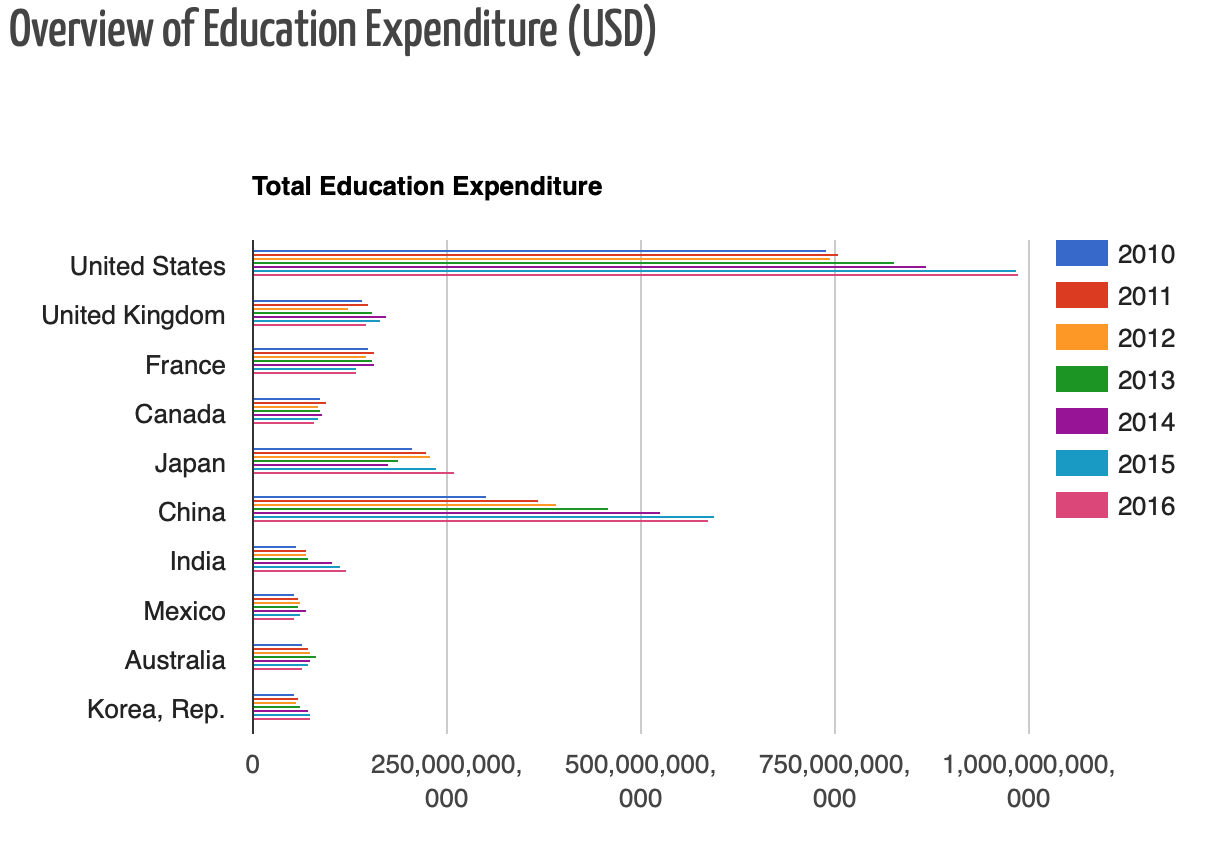 Overview of Education Expenditure (USD)
Total Education Expenditure
United States
United Kingdom
France
Canada
Japan
China
India
Mexico
Australia
Korea, Rep.
0
250,000,000,
000
500,000,000,
000
750,000,000,
000
1,000,000,000,
000
2010
2011
2012
2013
2014
2015
2016